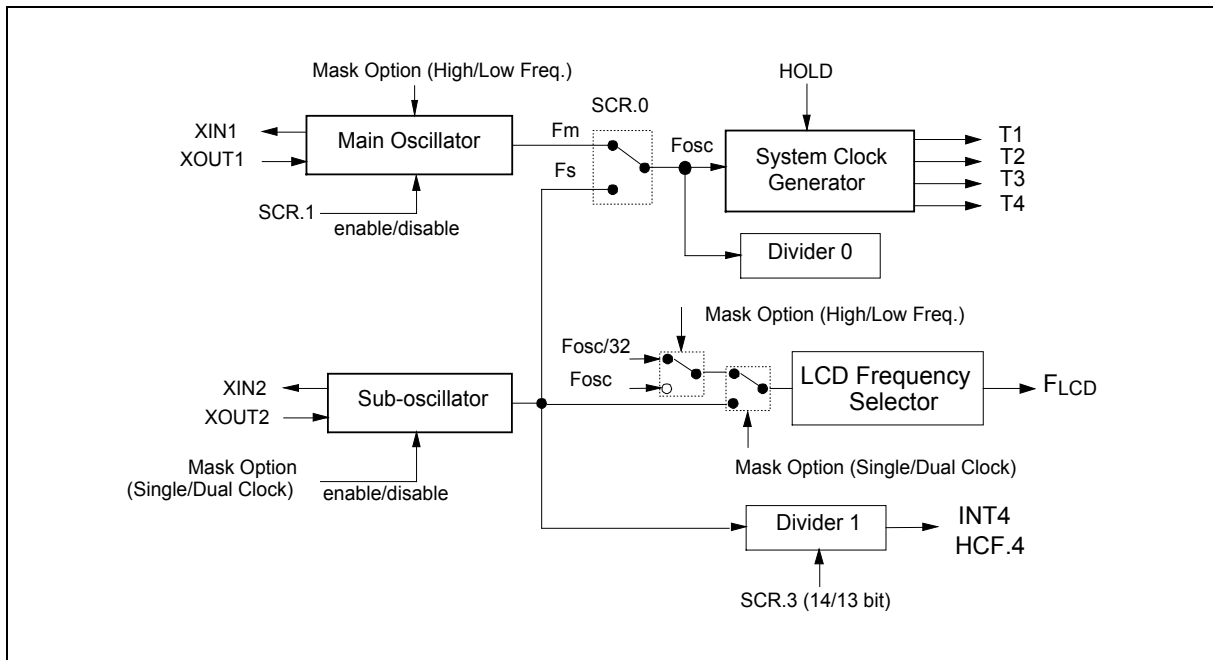 Mask Option (High/Low Freq.)
HOLD
SCR.0
XIN1
XOUT1
Main Oscillator
Fm
Fosc
System Clock
Generator
T1
T2
T3
T4
Fs
SCR.1
enable/disable
Divider 0
Mask Option (High/Low Freq.)
Fosc/32
Fosc
XIN2
XOUT2
Sub-oscillator
LCD Frequency
Selector
FLCD
Mask Option
(Single/Dual Clock)
enable/disable
Mask Option (Single/Dual Clock)
Divider 1
INT4
HCF.4
SCR.3 (14/13 bit)